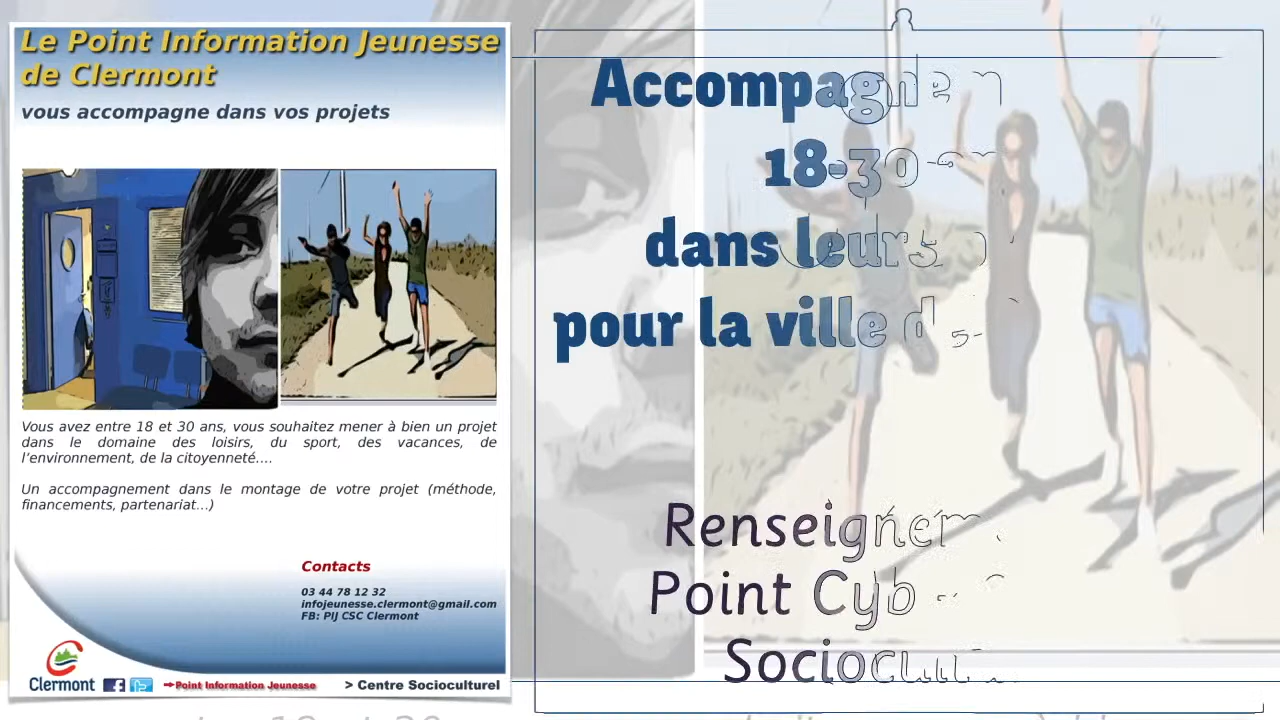 Le Point Information Jeunesse
de Clermont
vous accompagne dans vos projets
Vous avez entre 18 et 30 ans, vous souhaitez mener à bien un projet
dans le domaine des loisirs, du sport, des vacances, de
l'environnement, de la citoyenneté....
Un accompagnement dans le montage de votre projet (méthode,
financements, partenariat...)
Contacts
03 44 78 12 32
infojeunesse.clermont@gmail.com
FB: PIJ CSC Clermont
Clermont
Point Information Jeunesse
> Centre Socioculturel
18-30
dans leurs
pour la ville
Point